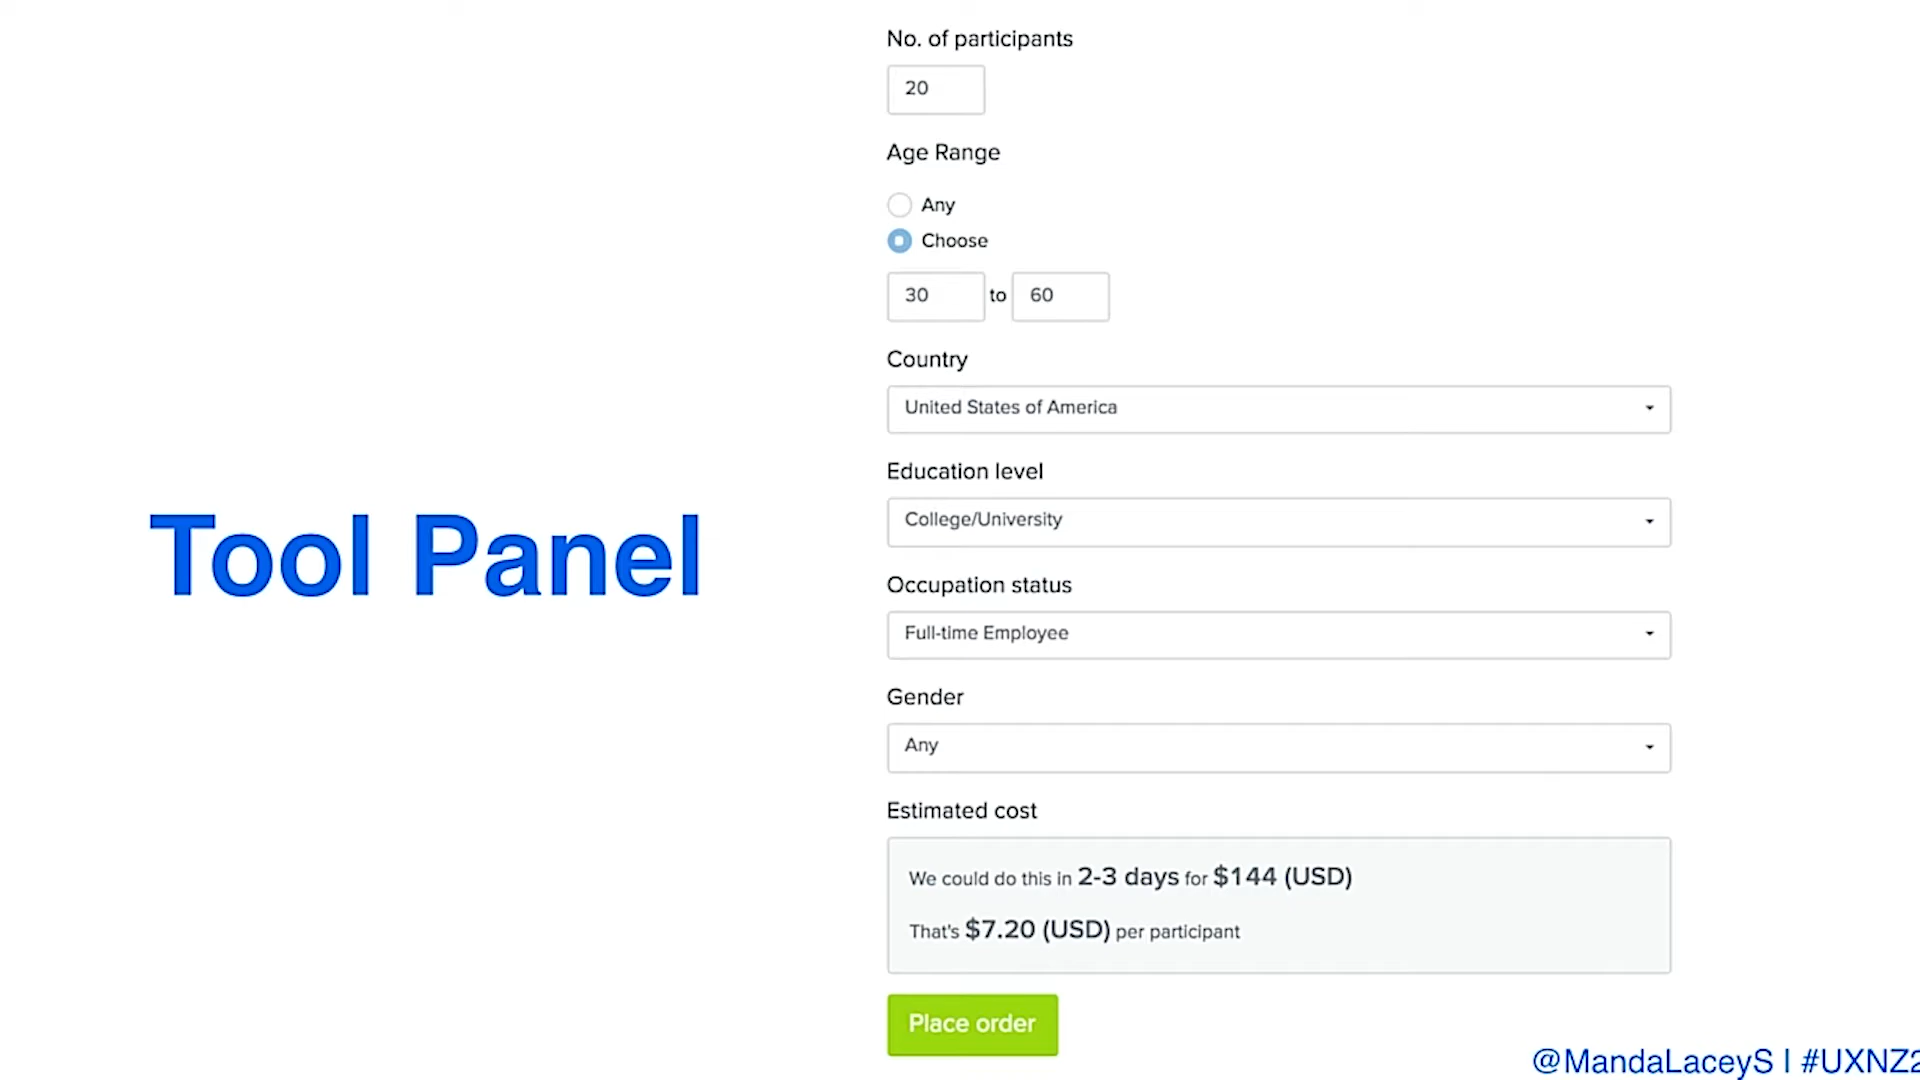 Tool Panel
No. of participants
20
Age Range
Any
Choose
30 to 60
Country
United States of America
Education level
College/University
Occupation status
Full-time Employee
Gender
Any
Estimated cost
We could do this in 2-3 days for $144 (USD)
That's $7.20 (USD) per participant
Place order
@MandaLaceyS | #UXNZ2